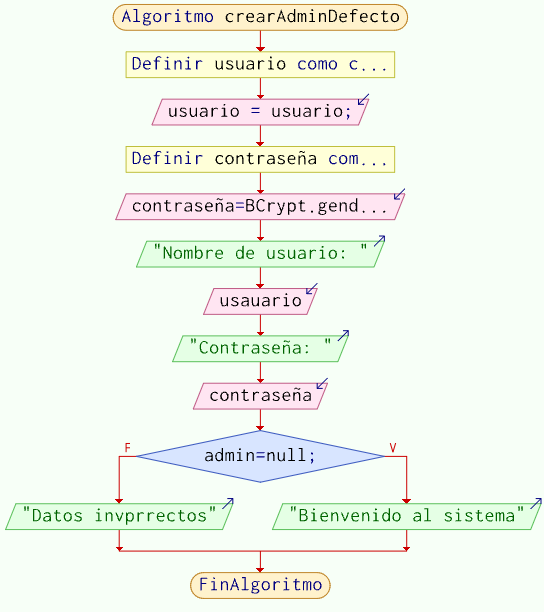 Algoritmo crearAdminDefecto
Definir usuario como c...
usuario = usuario;
Definir contraseña com...
contraseña=BCrypt.gend...
"Nombre de usuario: "
usauario
"Contraseña: "
contraseña
F
V
admin=null;
"Datos invprrectos"
"Bienvenido al sistema"
FinAlgoritmo